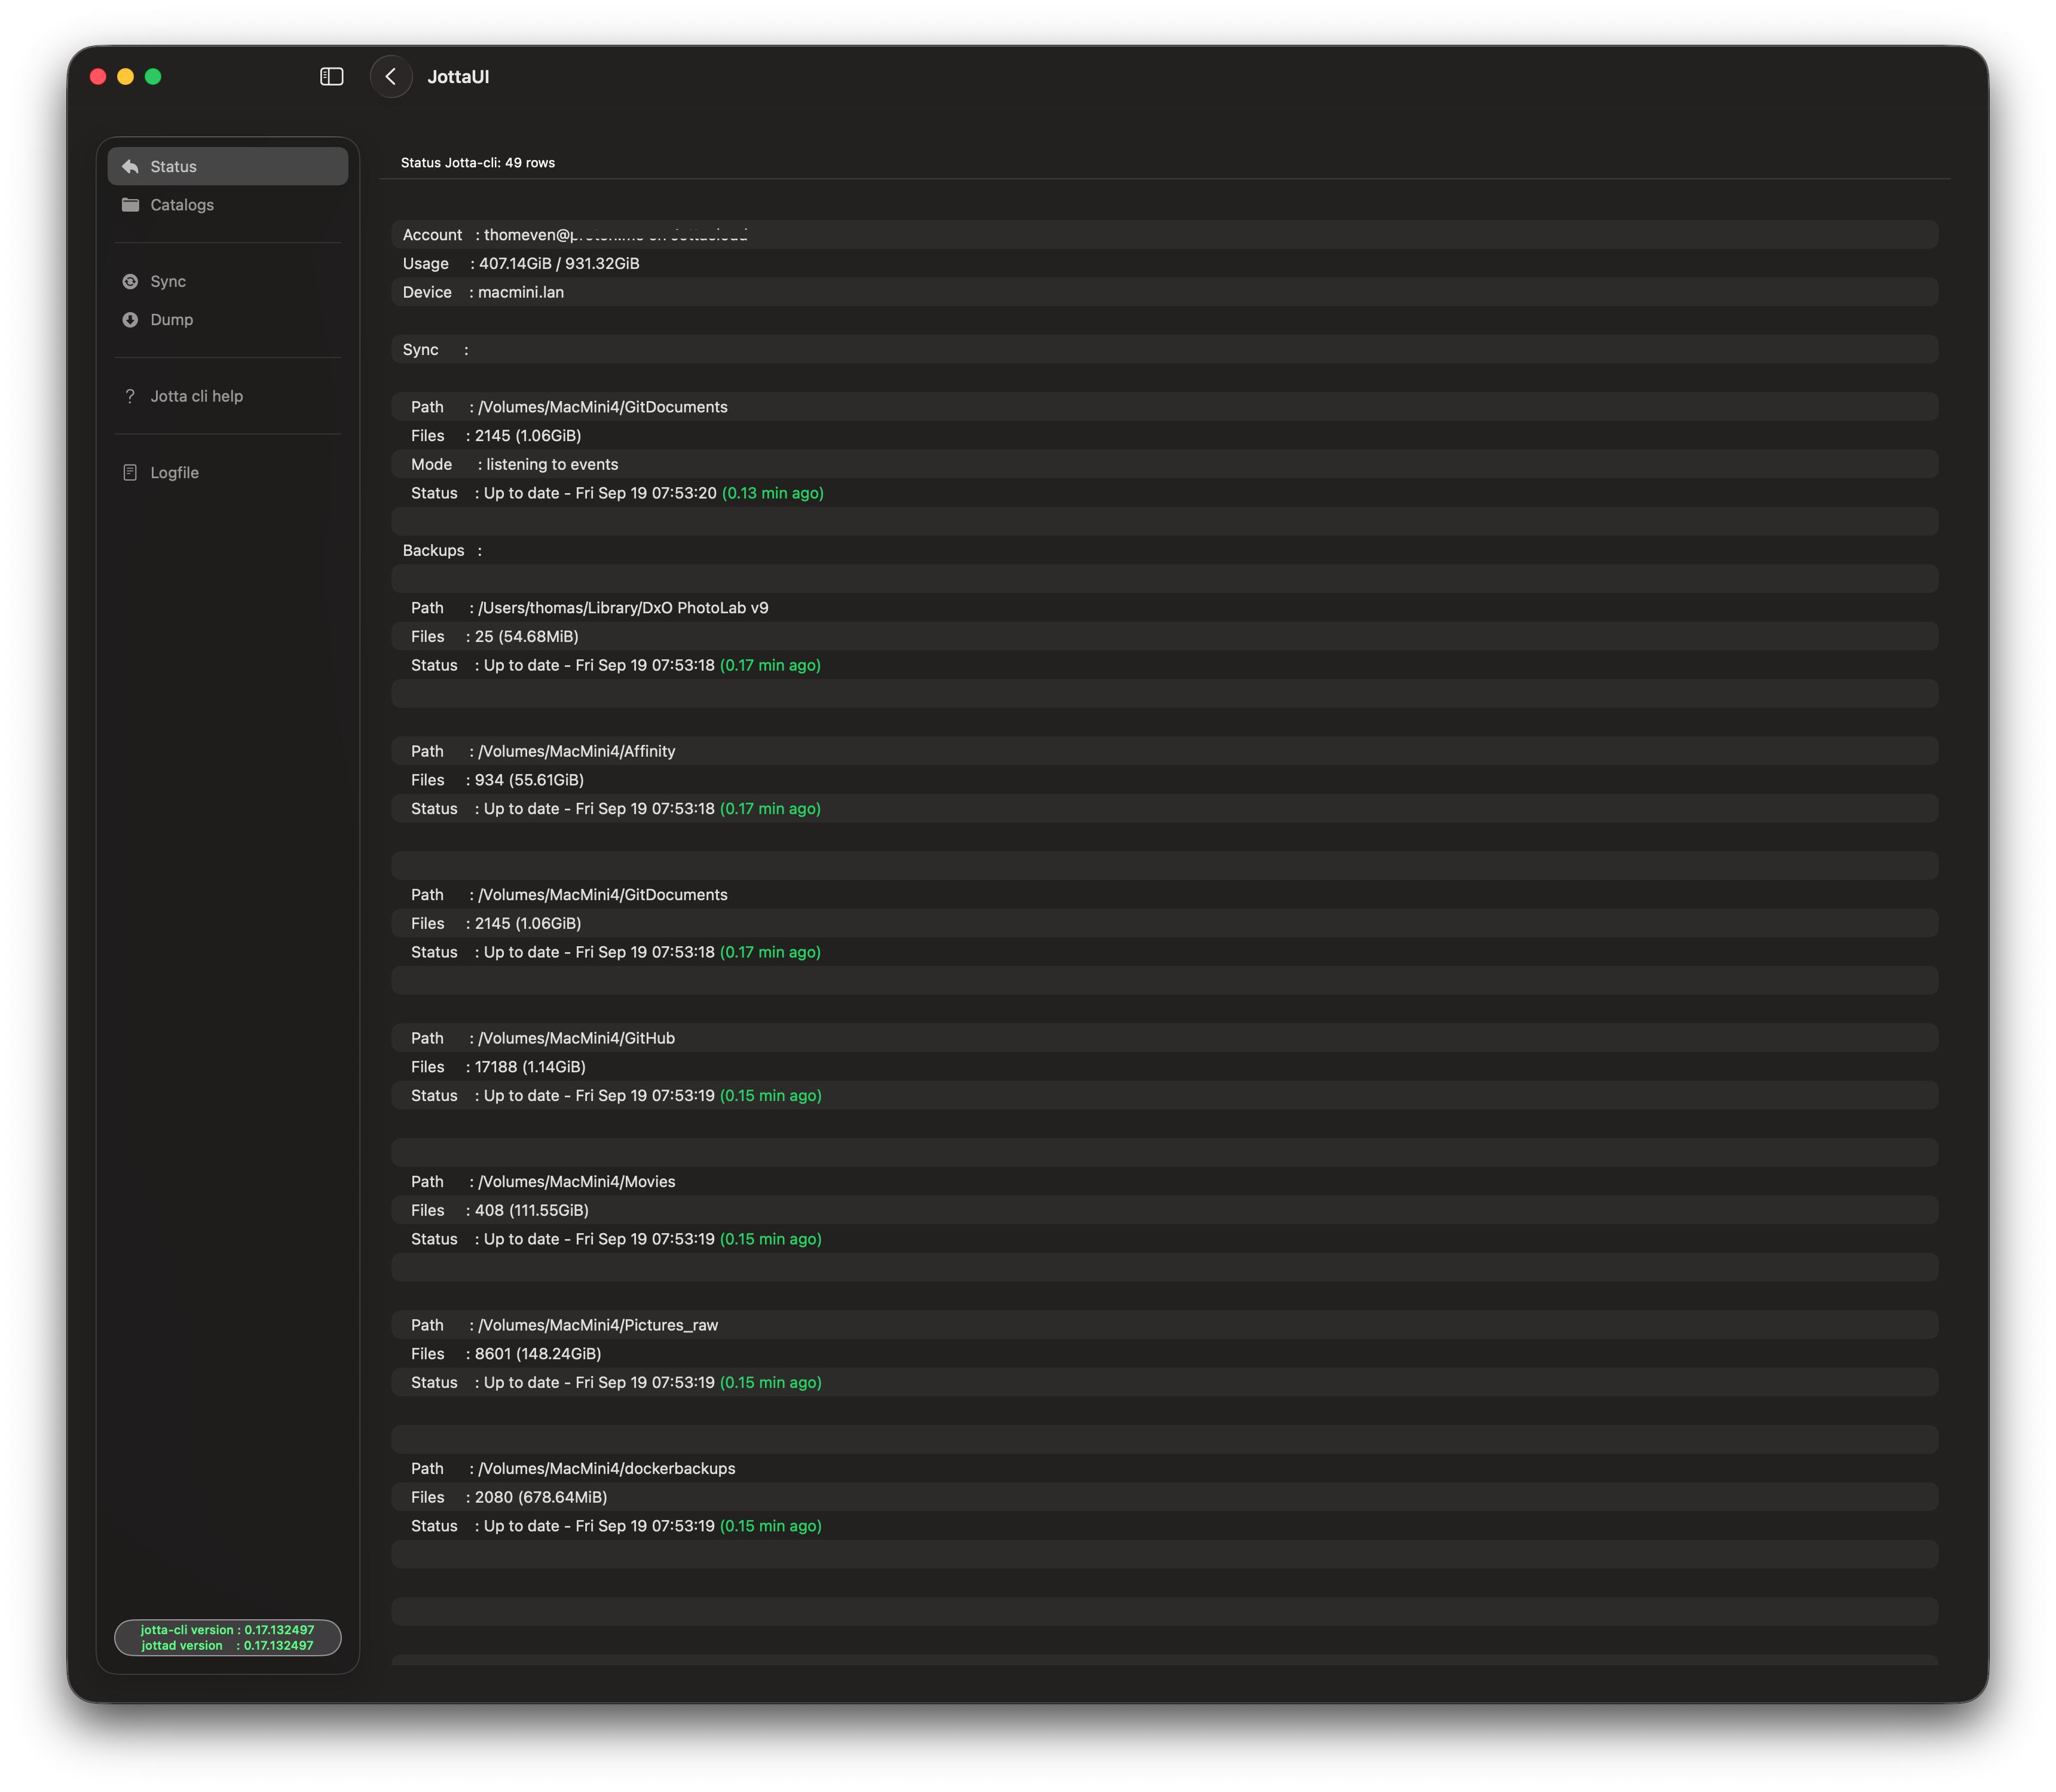 JottaUI
Status
Catalogs
Sync
Dump
? Jotta cli help
Logfile
jotta-cli version : 0.17.132497
jottad version : 0.17.132497
Status Jotta-cli: 49 rows
Account : thomeven@
Usage : 407.14GiB / 931.32GiB
Device : macmini.lan
Sync :
Path : /Volumes/MacMini4/GitDocuments
Files : 2145 (1.06GiB)
Mode : listening to events
Status : Up to date - Fri Sep 19 07:53:20 (0.13 min ago)
Backups :
Path : /Users/thomas/Library/DxO PhotoLab v9
Files : 25 (54.68MiB)
Status : Up to date - Fri Sep 19 07:53:18 (0.17 min ago)
Path : /Volumes/MacMini4/Affinity
Files : 934 (55.61GiB)
Status : Up to date - Fri Sep 19 07:53:18 (0.17 min ago)
Path : /Volumes/MacMini4/GitDocuments
Files : 2145 (1.06GiB)
Status : Up to date - Fri Sep 19 07:53:18 (0.17 min ago)
Path : /Volumes/MacMini4/GitHub
Files : 17188 (1.14GiB)
Status : Up to date - Fri Sep 19 07:53:19 (0.15 min ago)
Path : /Volumes/MacMini4/Movies
Files : 408 (111.55GiB)
Status : Up to date - Fri Sep 19 07:53:19 (0.15 min ago)
Path : /Volumes/MacMini4/Pictures_raw
Files : 8601 (148.24GiB)
Status : Up to date - Fri Sep 19 07:53:19 (0.15 min ago)
Path : /Volumes/MacMini4/dockerbackups
Files : 2080 (678.64MiB)
Status : Up to date - Fri Sep 19 07:53:19 (0.15 min ago)